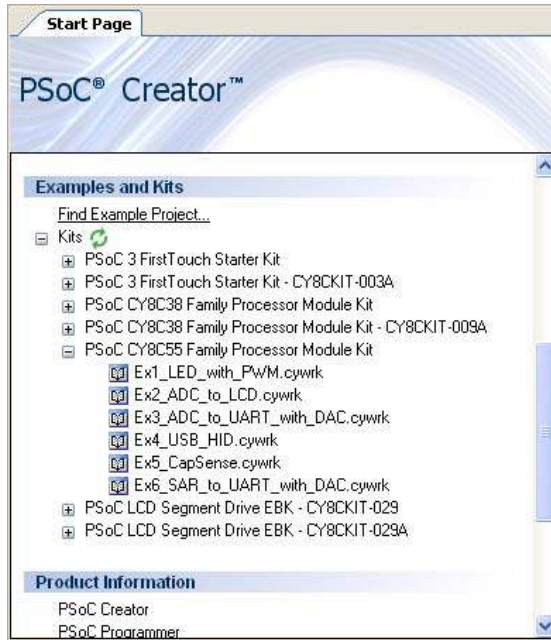 Start Page
PSoC® Creator™
Examples and Kits
Find Example Project...
Kits
PSoC 3 FirstTouch Starter Kit
PSoC 3 FirstTouch Starter Kit - CY8CKIT-003A
PSoC CY8C38 Family Processor Module Kit
PSoC CY8C38 Family Processor Module Kit - CY8CKIT-009A
PSoC CY8C55 Family Processor Module Kit
Ex1_LED_with_PWM.cywrk
Ex2_ADC_to_LCD.cywrk
Ex3_ADC_to_UART_with_DAC.cywrk
Ex4_USB_HID.cywrk
Ex5_CapSense.cywrk
Ex6_SAR_to_UART_with_DAC.cywrk
PSoC LCD Segment Drive EBK - CY8CKIT-029
PSoC LCD Segment Drive EBK - CY8CKIT-029A
Product Information
PSoC Creator
PSoC Programmer